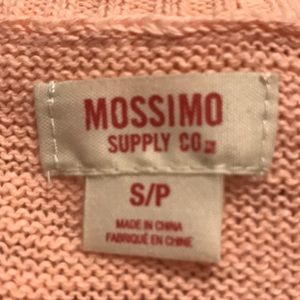 MOSSIMO
SUPPLY CO.
S/P
MADE IN CHINA
FABRIQUÉ EN CHINE